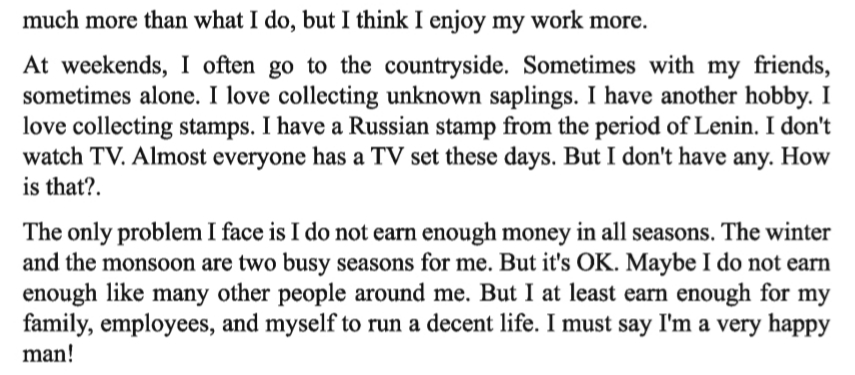 much more than what I do, but I think I enjoy my work more.
At weekends, I often go to the countryside. Sometimes with my friends,
sometimes alone. I love collecting unknown saplings. I have another hobby. I
love collecting stamps. I have a Russian stamp from the period of Lenin. I don't
watch TV. Almost everyone has a TV set these days. But I don't have any. How
is that?.
The only problem I face is I do not earn enough money in all seasons. The winter
and the monsoon are two busy seasons for me. But it's OK. Maybe I do not earn
enough like many other people around me. But I at least earn enough for my
family, employees, and myself to run a decent life. I must say I'm a very happy
man!